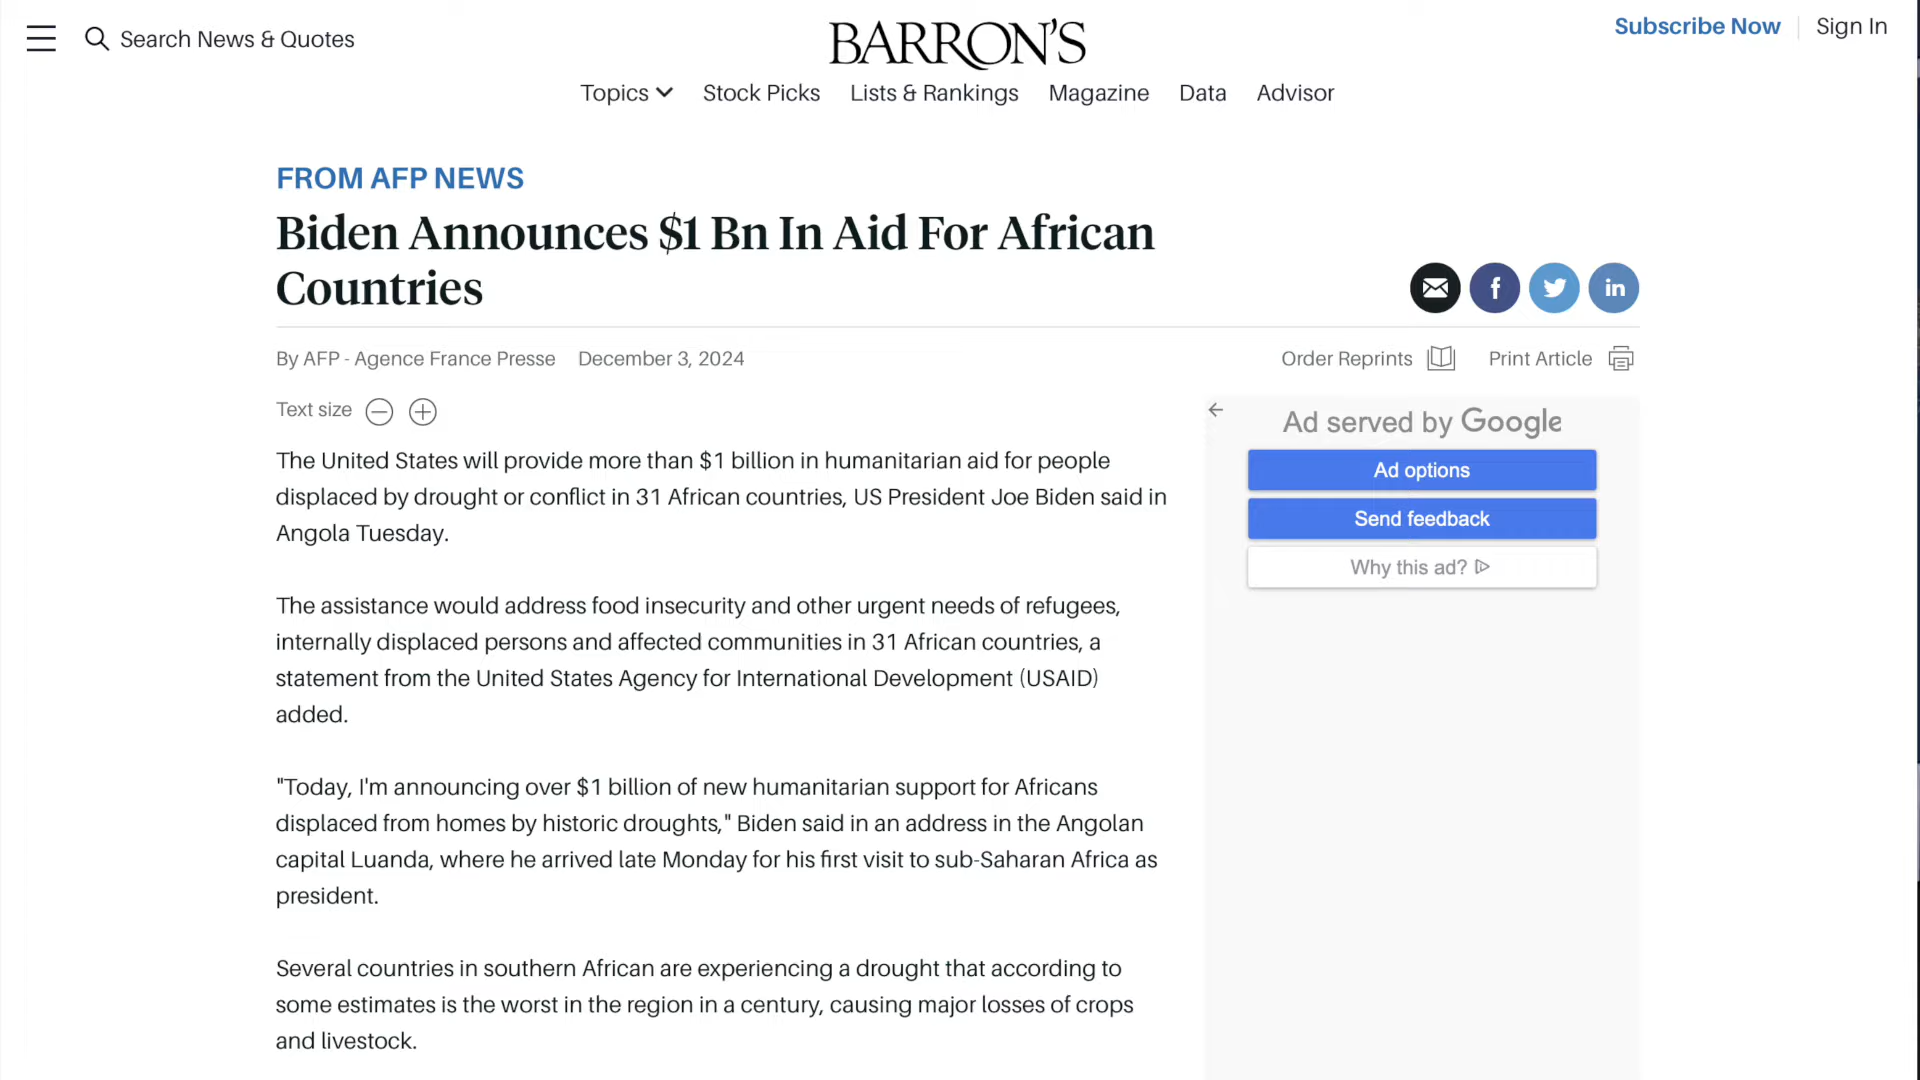 Search News & Quotes
BARRON'S
Subscribe Now
Sign In
Topics
Stock Picks
Lists & Rankings
Magazine
Data
Advisor
FROM AFP NEWS
Biden Announces $1 Bn In Aid For African
Countries
f
in
By AFP - Agence France Presse
December 3, 2024
Order Reprints
Print Article
Text size
The United States will provide more than $1 billion in humanitarian aid for people
displaced by drought or conflict in 31 African countries, US President Joe Biden said in
Angola Tuesday.
The assistance would address food insecurity and other urgent needs of refugees,
internally displaced persons and affected communities in 31 African countries, a
statement from the United States Agency for International Development (USAID)
added.
"Today, I'm announcing over $1 billion of new humanitarian support for Africans
displaced from homes by historic droughts," Biden said in an address in the Angolan
capital Luanda, where he arrived late Monday for his first visit to sub-Saharan Africa as
president.
Several countries in southern African are experiencing a drought that according to
some estimates is the worst in the region in a century, causing major losses of crops
and livestock.
Ad served by Google
Ad options
Send feedback
Why this ad?